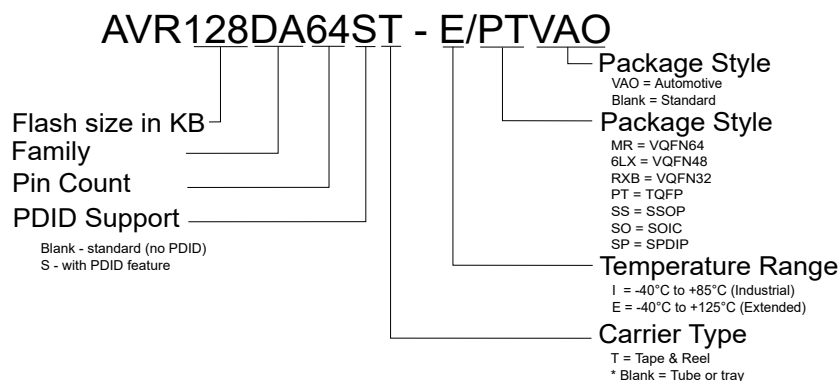 AVR128DA64ST - E/PTVAO
Flash size in KB
Family
Pin Count
PDID Support
Blank - standard (no PDID)
S - with PDID feature
Package Style
VAO = Automotive
Blank = Standard
Package Style
MR = VQFN64
6LX = VQFN48
RXB = VQFN32
PT = TQFP
SS = SSOP
SO = SOIC
SP = SPDIP
Temperature Range
I = -40°C to +85°C (Industrial)
E = -40°C to +125°C (Extended)
Carrier Type
T = Tape & Reel
* Blank = Tube or tray